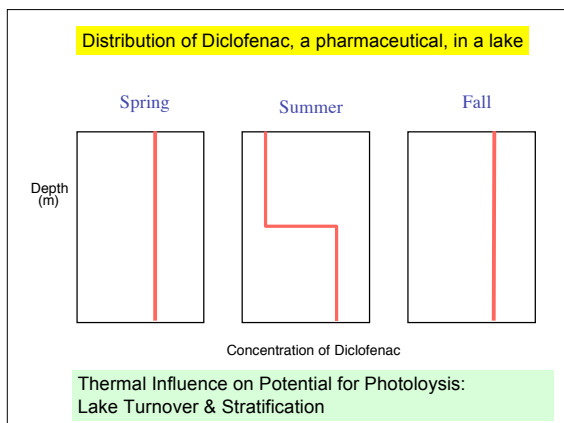 Distribution of Diclofenac, a pharmaceutical, in a lake
Spring
Summer
Fall
Depth
(m)
Concentration of Diclofenac
Thermal Influence on Potential for Photoloysis:
Lake Turnover & Stratification